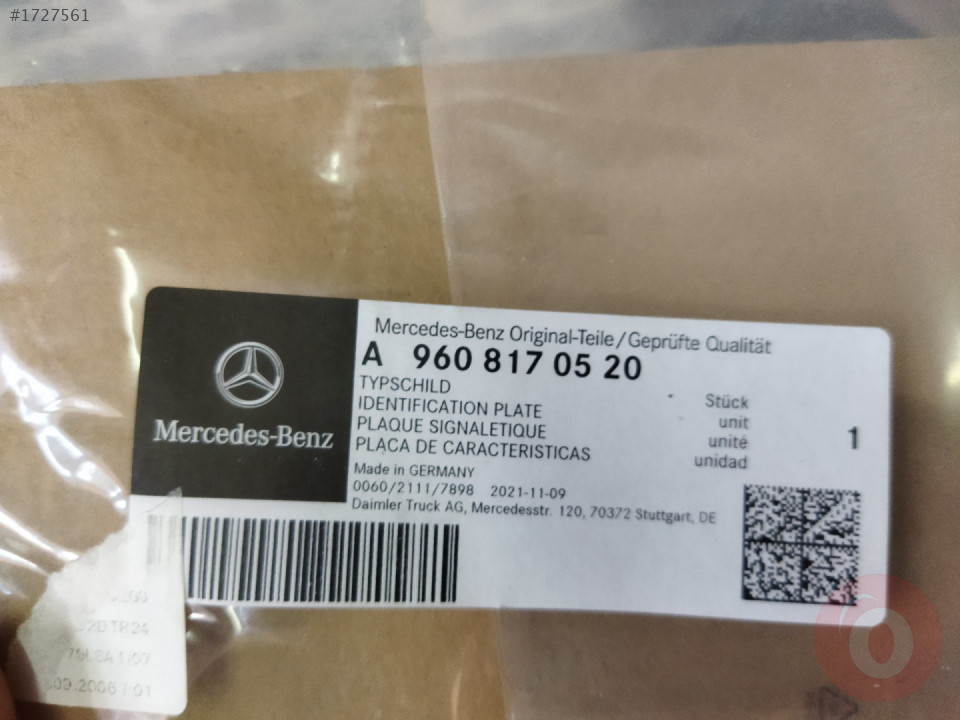 #1727561
Mercedes-Benz Original-Teile/Geprüfte Qualität
A 960 817 05 20
TYPSCHILD
IDENTIFICATION PLATE
PLAQUE SIGNALETIQUE
PLACA DE CARACTERISTICAS
Stück
unit
unité
unidad
1
Mercedes-Benz
Made in GERMANY
0060/2111/7898 2021-11-09
Daimler Truck AG, Mercedesstr. 120, 70372 Stuttgart, DE